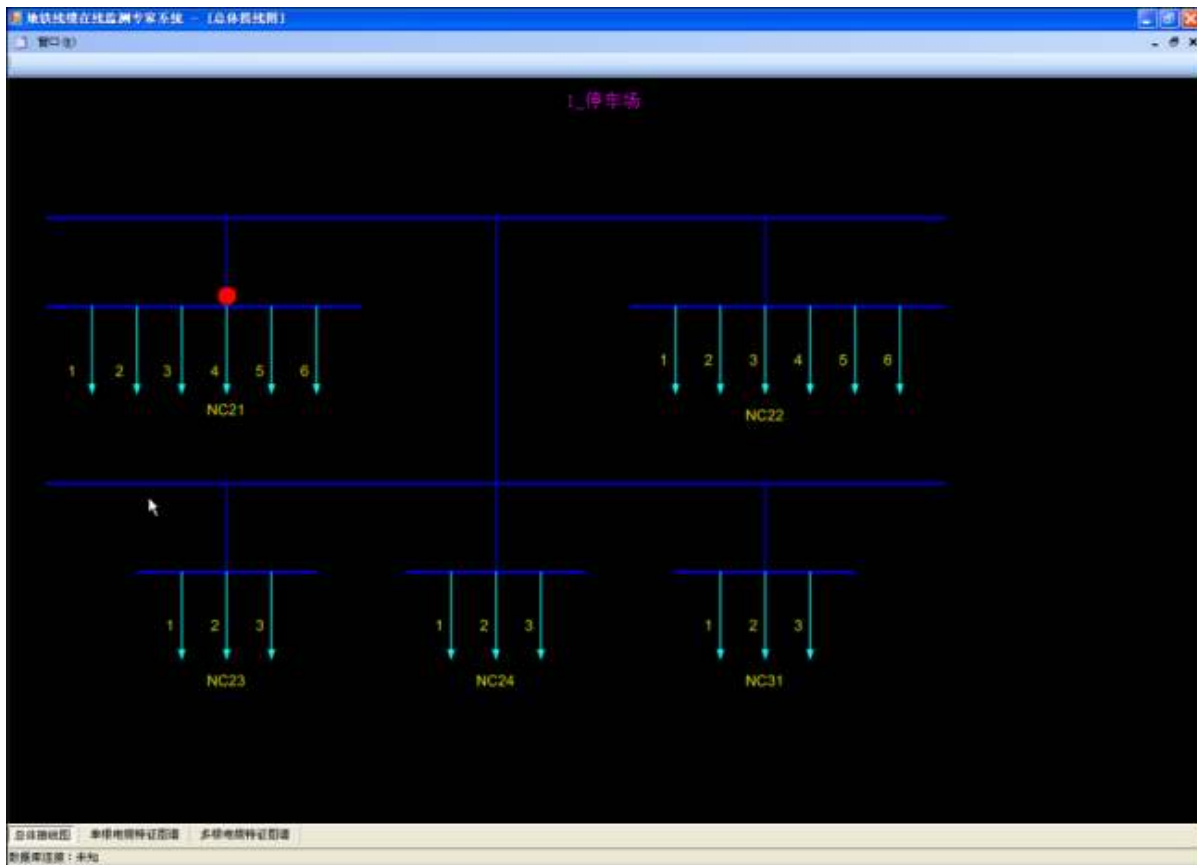 地铁线缆在线监测专家系统 - [总体接线图]
窗口(W)
1_停车场
1 2 3 4 5 6
NC21
1 2 3 4 5 6
NC22
1 2 3
NC23
1 2 3
NC24
1 2 3
NC31
总体接线图 单根电缆特征图谱 多根电缆特征图谱
数据库连接：未知